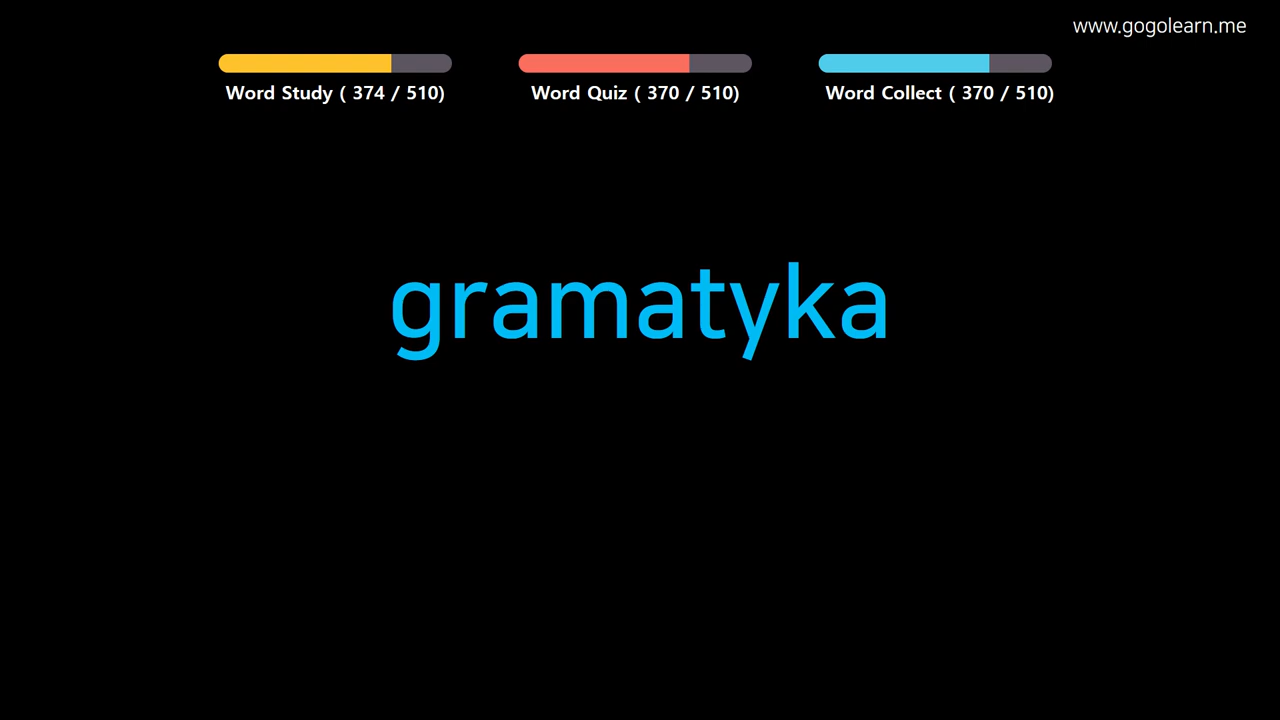 www.gogolearn.me
Word Study ( 374 / 510)
Word Quiz ( 370 / 510)
Word Collect ( 370 / 510)
gramatyka